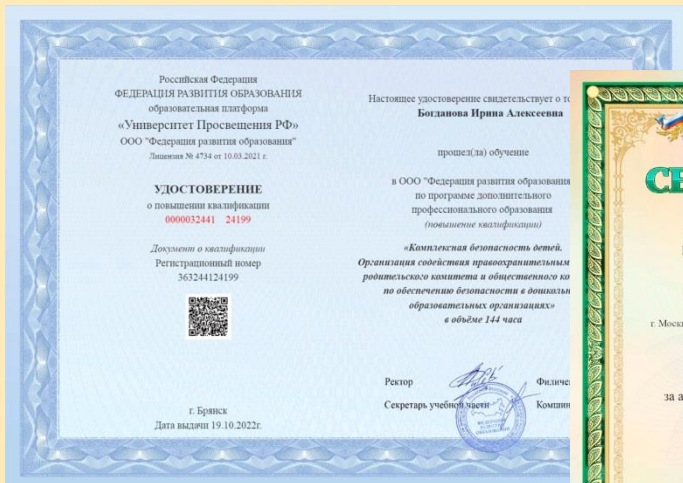 Российская Федерация
ФЕДЕРАЦИЯ РАЗВИТИЯ ОБРАЗОВАНИЯ
образовательная платформа
«Университет Просвещения РФ»
ООО "Федерация развития образования"
Лицензия № 4734 от 10.03.2021 г.
УДОСТОВЕРЕНИЕ
о повышении квалификации
0000032441 24199
Документ о квалификации
Регистрационный номер
363244124199
г. Брянск
Дата выдачи 19.10.2022г.
Настоящее удостоверение свидетельствует о
Богданова Ирина Алексеевна
прошел(ла) обучение
в ООО "Федерация развития образования
по программе дополнительного
профессионального образования
(повышение квалификации)
«Комплексная безопасность детей.
Организация содействия правоохранительным
родительского комитета и общественного
по обеспечению безопасности в
образовательных организациях»
в объёме 144 часа
Ректор
Секретарь учебной части
г.
за